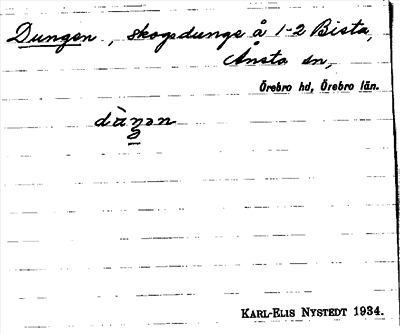 Dungen, skogsdunge å 1-2 Bista,
Ånsta sn,
Örebro hd, Örebro län.
dùŋən
KARL-ELIS NYSTEDT 1934.